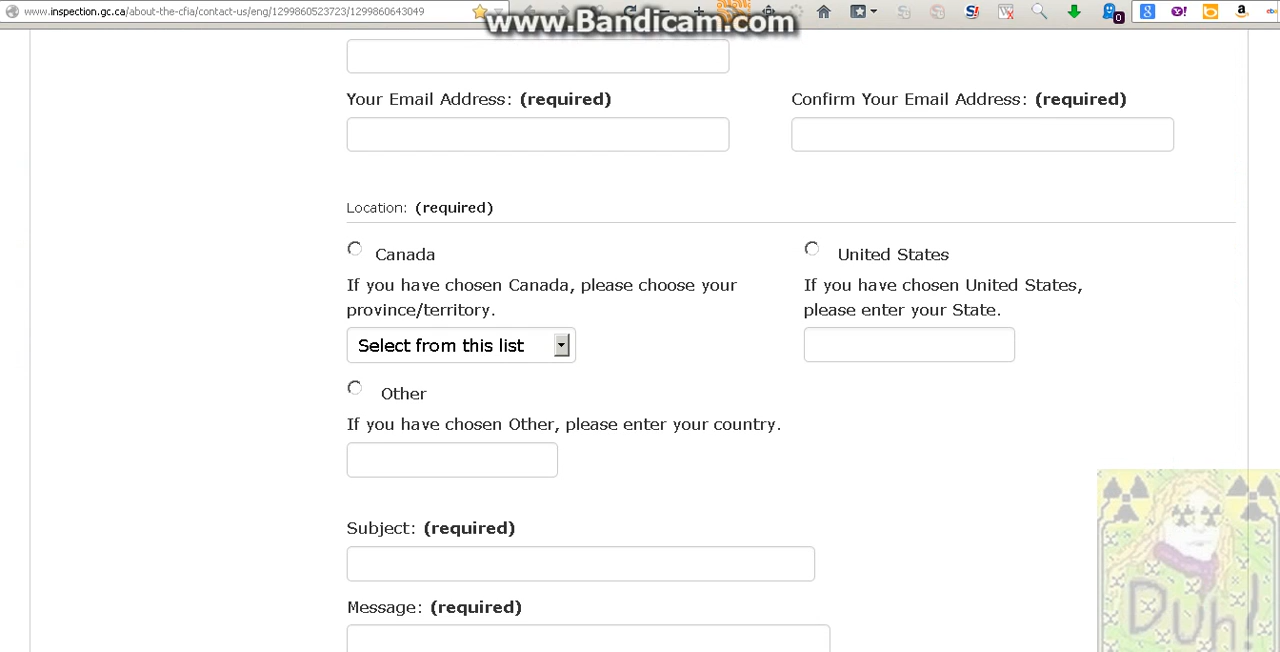 www.inspection.gc.ca/about-the-cfia/contact-us/eng/1299860523723/1299860643049
www.Bandicam.com
0
Your Email Address: (required)
Confirm Your Email Address: (required)
Location: (required)
Canada
United States
If you have chosen Canada, please choose your
province/territory.
If you have chosen United States,
please enter your State.
Select from this list
Other
If you have chosen Other, please enter your country.
Subject: (required)
Message: (required)
Duh!